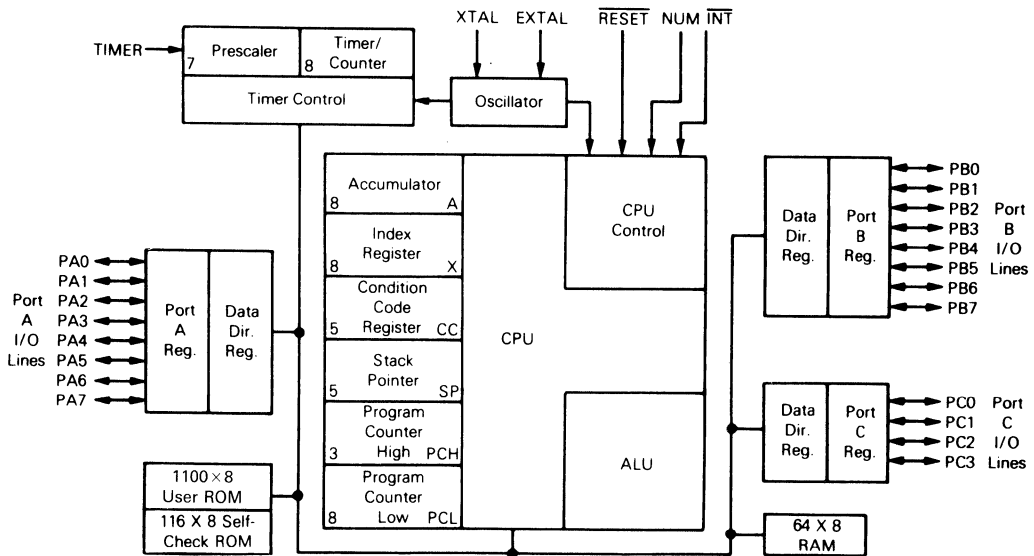 XTAL EXTAL RESET NUM INT
TIMER
7 Prescaler
8 Timer/
Counter
Timer Control
Oscillator
Accumulator
8 A
Index
Register
8 X
Condition
Code
5 Register CC
Stack
Pointer
5 SP
Program
Counter
3 High PCH
Program
Counter
8 Low PCL
CPU
CPU
Control
ALU
Port
A
I/O
Lines
PA0
PA1
PA2
PA3
PA4
PA5
PA6
PA7
Port
A
Reg.
Data
Dir.
Reg.
1100×8
User ROM
116 X 8 Self-
Check ROM
Data
Dir.
Reg.
Port
B
Reg.
PB0
PB1
PB2
PB3
PB4
PB5
PB6
PB7
Port
B
I/O
Lines
Data
Dir.
Reg.
Port
C
Reg.
PC0
PC1
PC2
PC3
Port
C
I/O
Lines
64 X 8
RAM